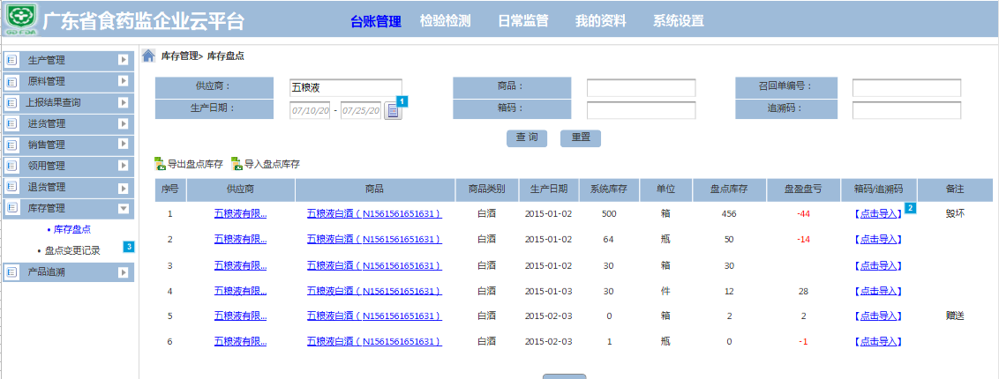 广东省食药监企业云平台 台账管理 检验检测 日常监管 我的资料 系统设置
生产管理
原料管理
上报结果查询
进货管理
销售管理
领用管理
退货管理
库存管理
• 库存盘点
• 盘点变更记录 3
产品追溯
库存管理> 库存盘点
供应商： 五粮液 商品： 召回单编号：
生产日期： 07/10/20 - 07/25/20 1 箱码： 追溯码：
查 询 重置
导出盘点库存 导入盘点库存
序号 供应商 商品 商品类别 生产日期 系统库存 单位 盘点库存 盘盈盘亏 箱码/追溯码 备注
1 五粮液有限... 五粮液白酒（N1561561651631） 白酒 2015-01-02 500 箱 456 -44 【点击导入】 2 毁坏
2 五粮液有限... 五粮液白酒（N1561561651631） 白酒 2015-01-02 64 瓶 50 -14 【点击导入】
3 五粮液有限... 五粮液白酒（N1561561651631） 白酒 2015-01-02 30 箱 30 【点击导入】
4 五粮液有限... 五粮液白酒（N1561561651631） 白酒 2015-01-03 30 件 12 28 【点击导入】
5 五粮液有限... 五粮液白酒（N1561561651631） 白酒 2015-02-03 0 箱 2 2 【点击导入】 赠送
6 五粮液有限... 五粮液白酒（N1561561651631） 白酒 2015-02-03 1 瓶 0 -1 【点击导入】